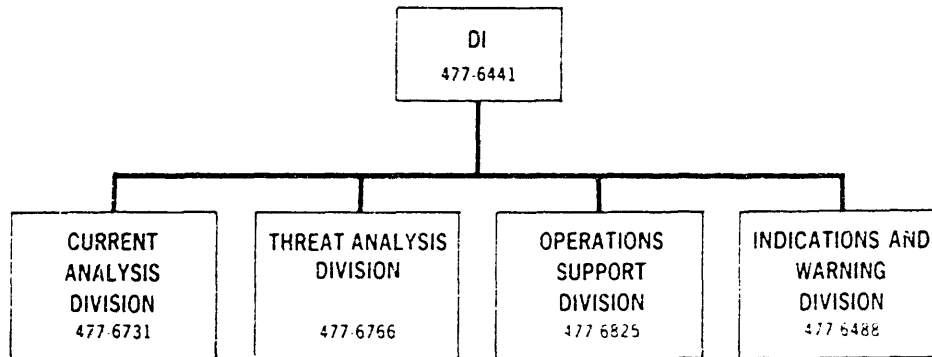 DI
477-6441
CURRENT
ANALYSIS
DIVISION
477-6731
THREAT ANALYSIS
DIVISION
477-6766
OPERATIONS
SUPPORT
DIVISION
477 6825
INDICATIONS AND
WARNING
DIVISION
477 6488